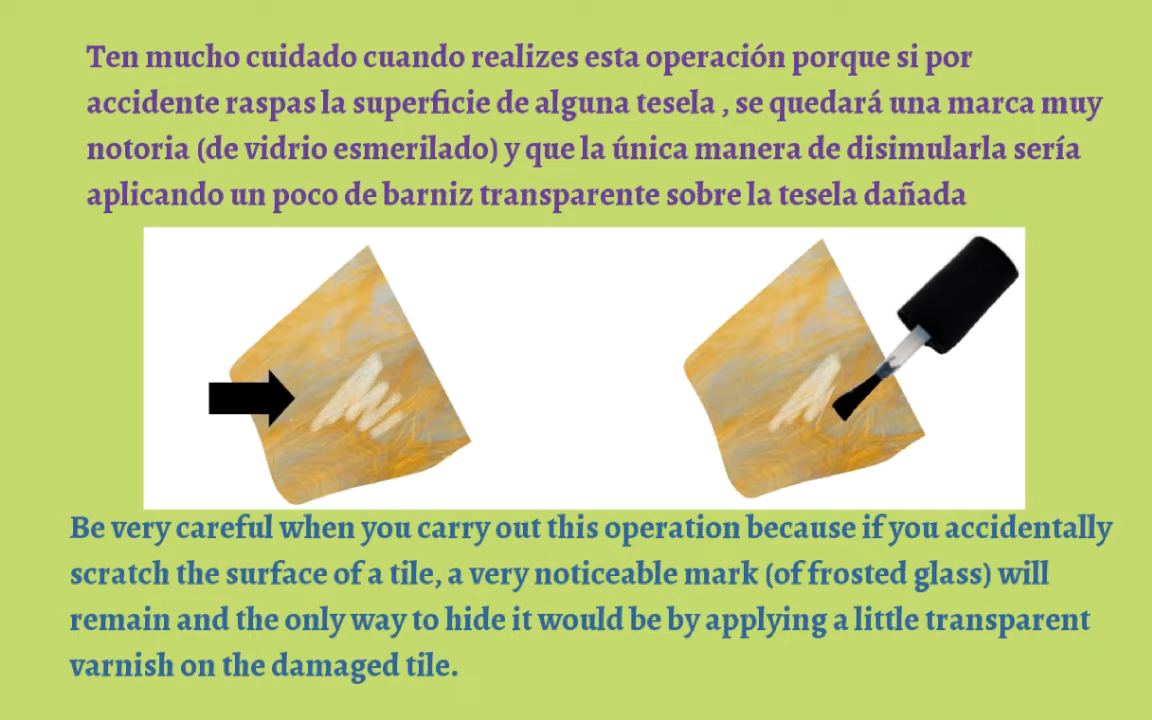 Ten mucho cuidado cuando realizes esta operación porque si por
accidente raspas la superficie de alguna tesela , se quedará una marca muy
notoria (de vidrio esmerilado) y que la única manera de disimularla sería
aplicando un poco de barniz transparente sobre la tesela dañada
Be very careful when you carry out this operation because if you accidentally
scratch the surface of a tile, a very noticeable mark (of frosted glass) will
remain and the only way to hide it would be by applying a little transparent
varnish on the damaged tile.